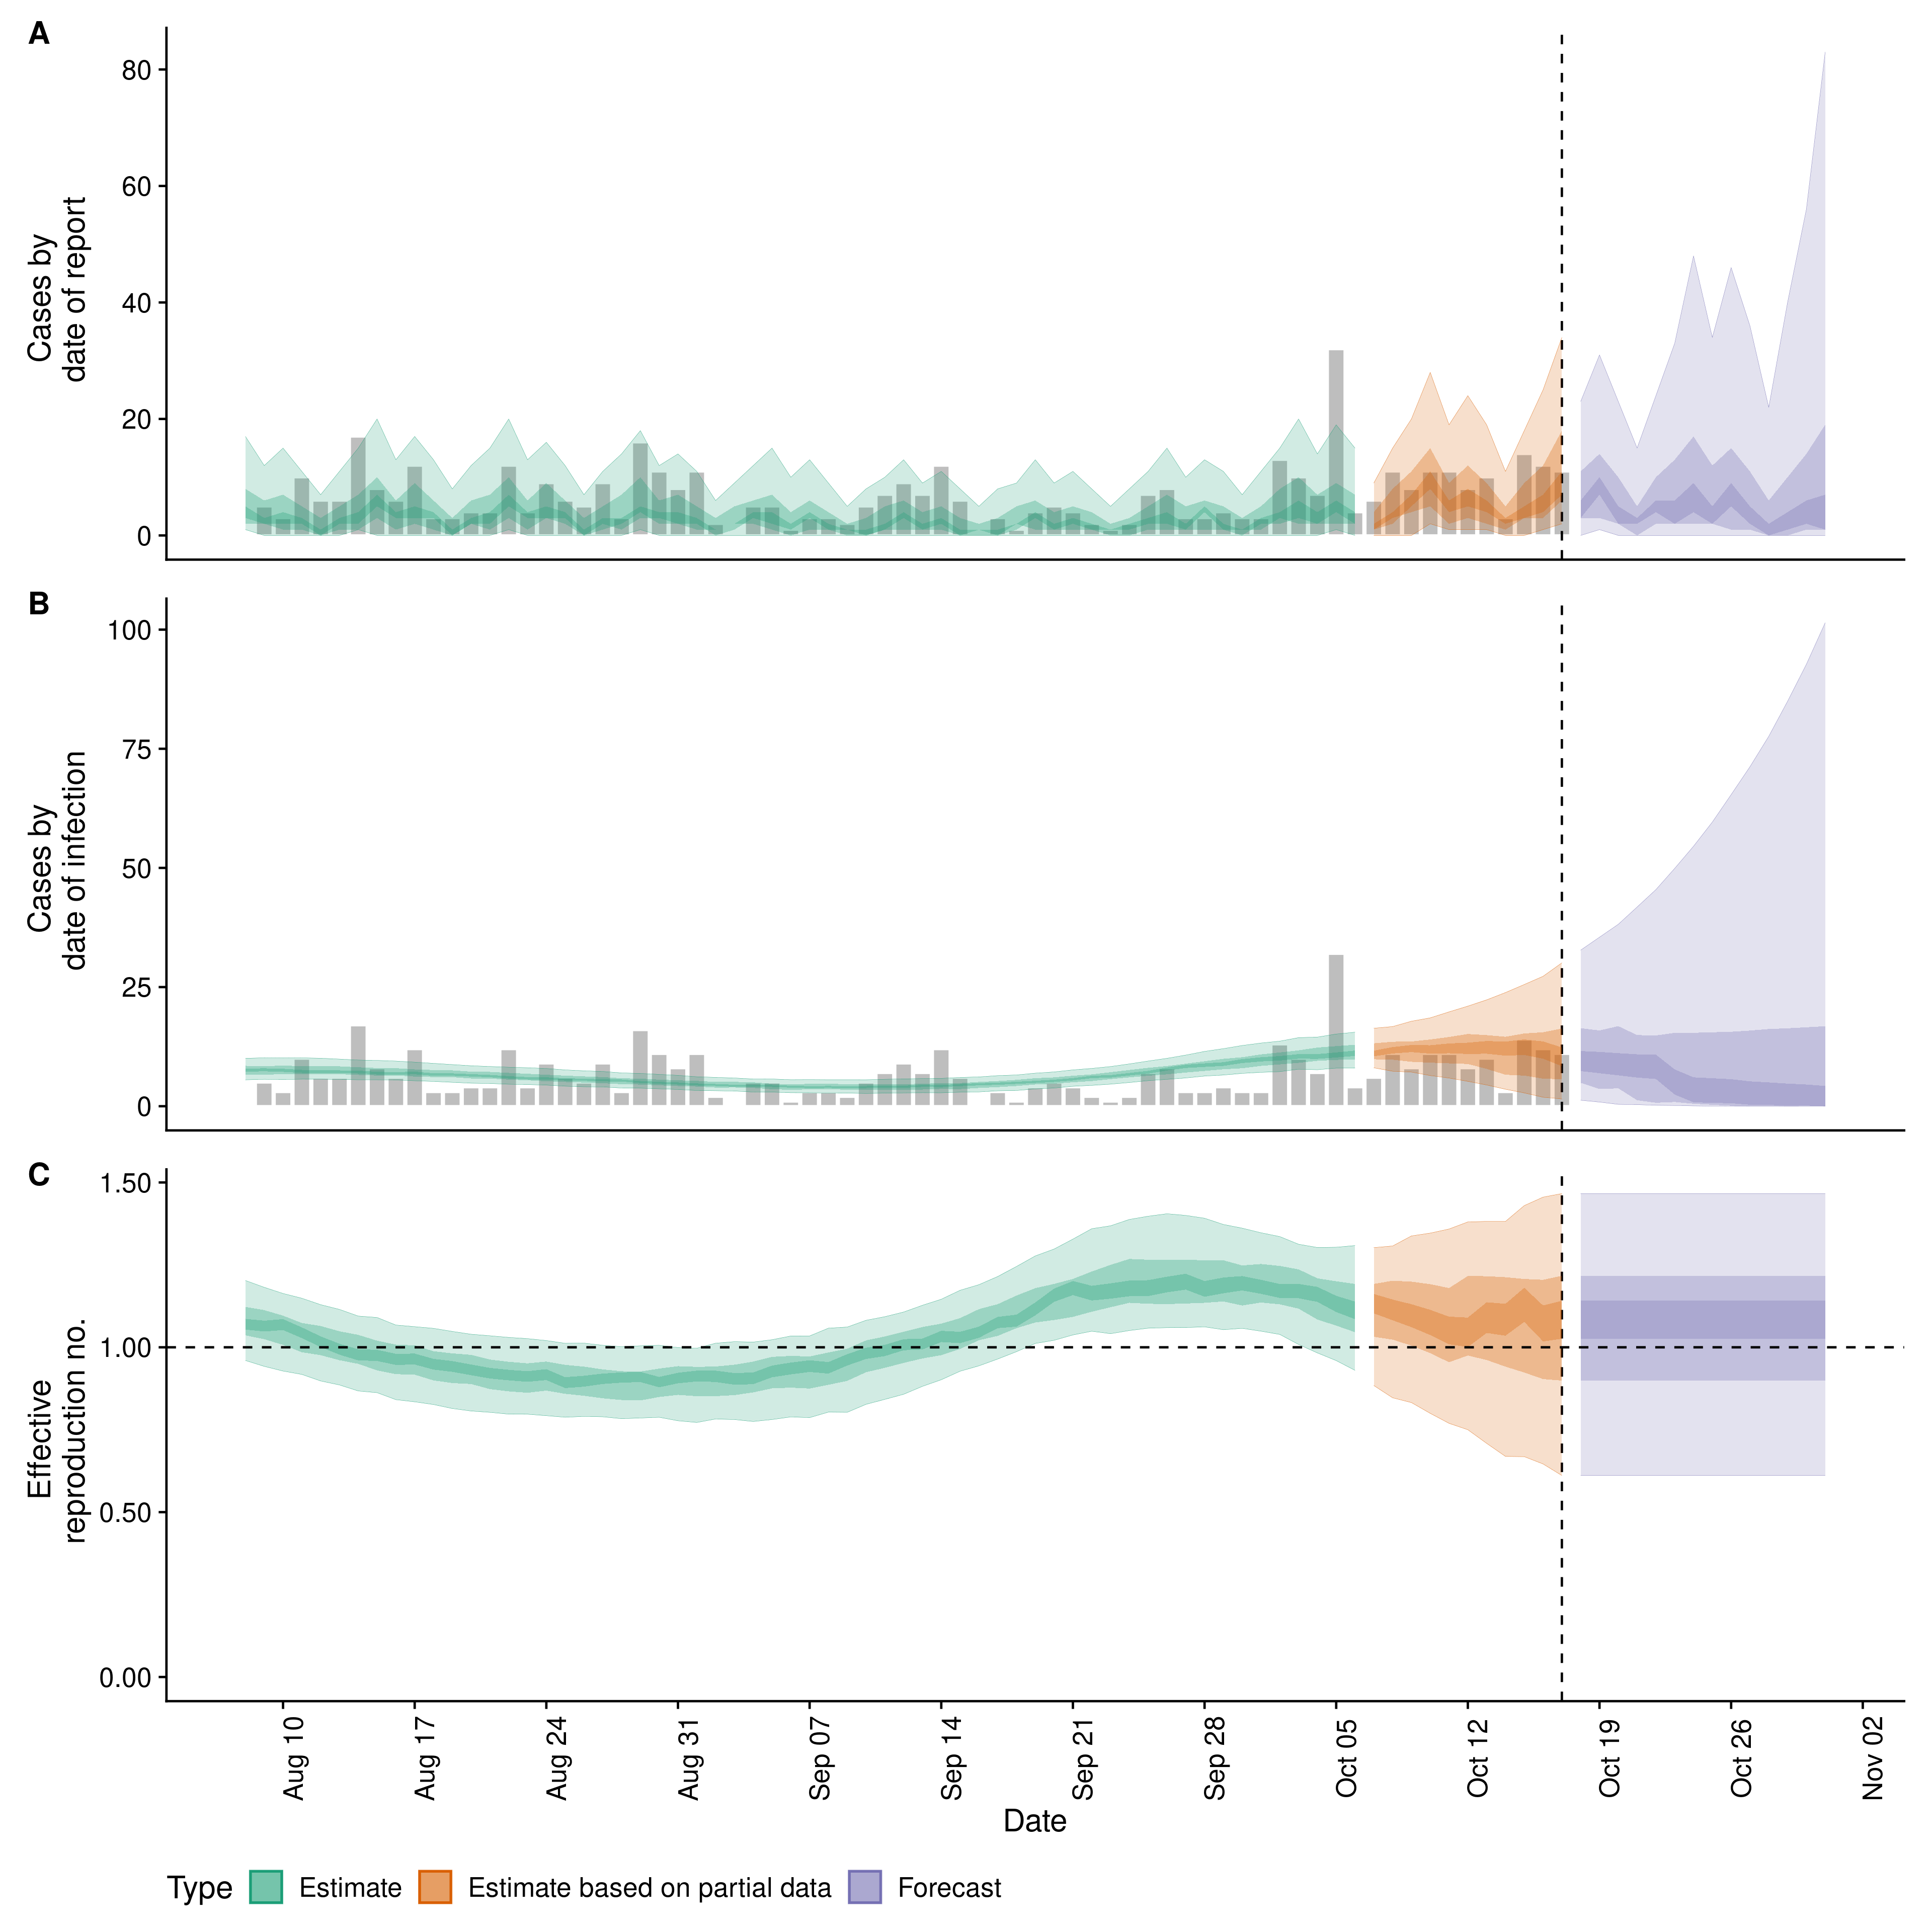 A
80
60
40
20
0
Cases by
date of report
B
100
75
50
25
0
Cases by
date of infection
C
1.50
1.00
0.50
0.00
Effective
reproduction no.
Aug 10
Aug 17
Aug 24
Aug 31
Sep 07
Sep 14
Sep 21
Sep 28
Oct 05
Oct 12
Oct 19
Oct 26
Nov 02
Date
Type Estimate Estimate based on partial data Forecast